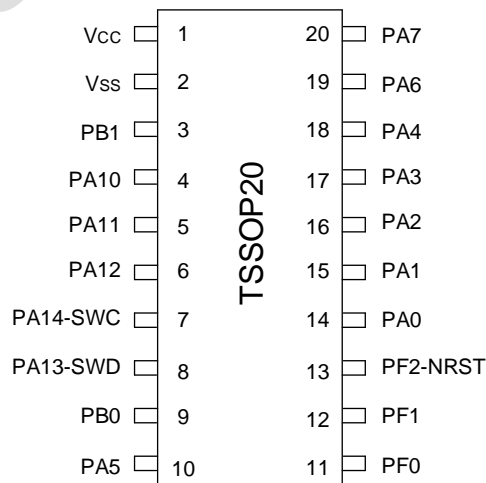 Vcc 1 20 PA7
Vss 2 19 PA6
PB1 3 18 PA4
PA10 4 17 PA3
PA11 5 16 PA2
PA12 6 15 PA1
PA14-SWC 7 14 PA0
PA13-SWD 8 13 PF2-NRST
PB0 9 12 PF1
PA5 10 11 PF0
TSSOP20